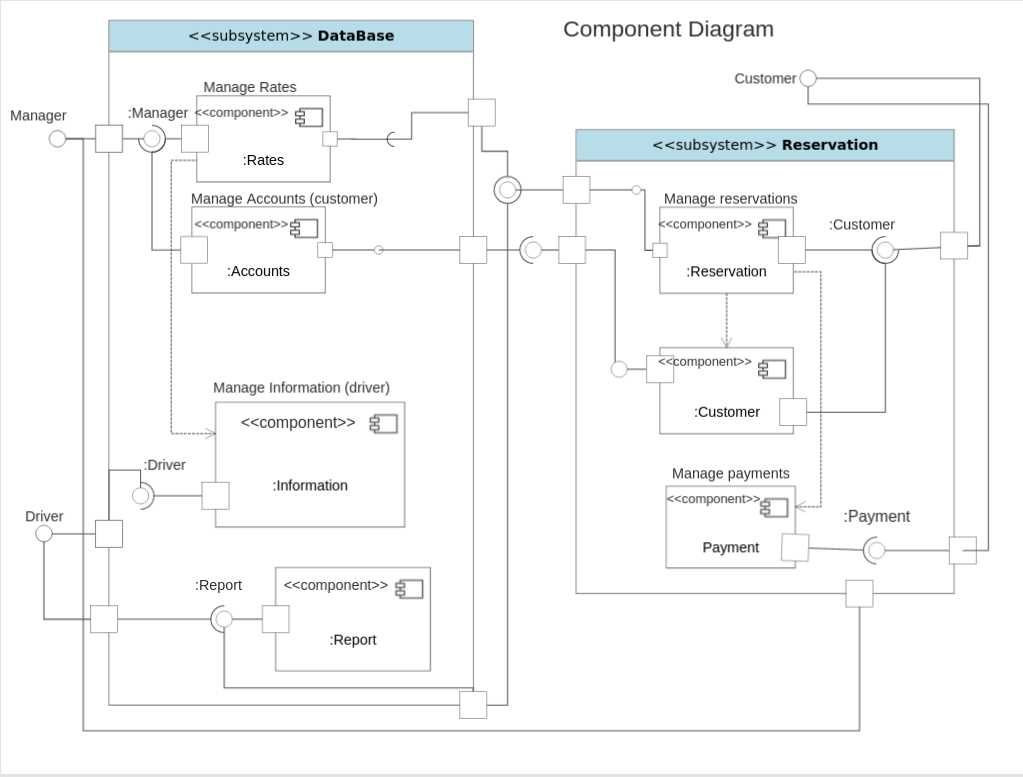 Component Diagram
<<subsystem>> DataBase
Customer
Manage Rates
Manager
:Manager
<<component>>
:Rates
<<subsystem>> Reservation
Manage Accounts (customer)
<<component>>
:Accounts
Manage reservations
<<component>>
:Customer
:Reservation
<<component>>
:Customer
Manage Information (driver)
<<component>>
:Information
:Driver
Driver
Manage payments
<<component>>
Payment
:Payment
:Report
<<component>>
:Report